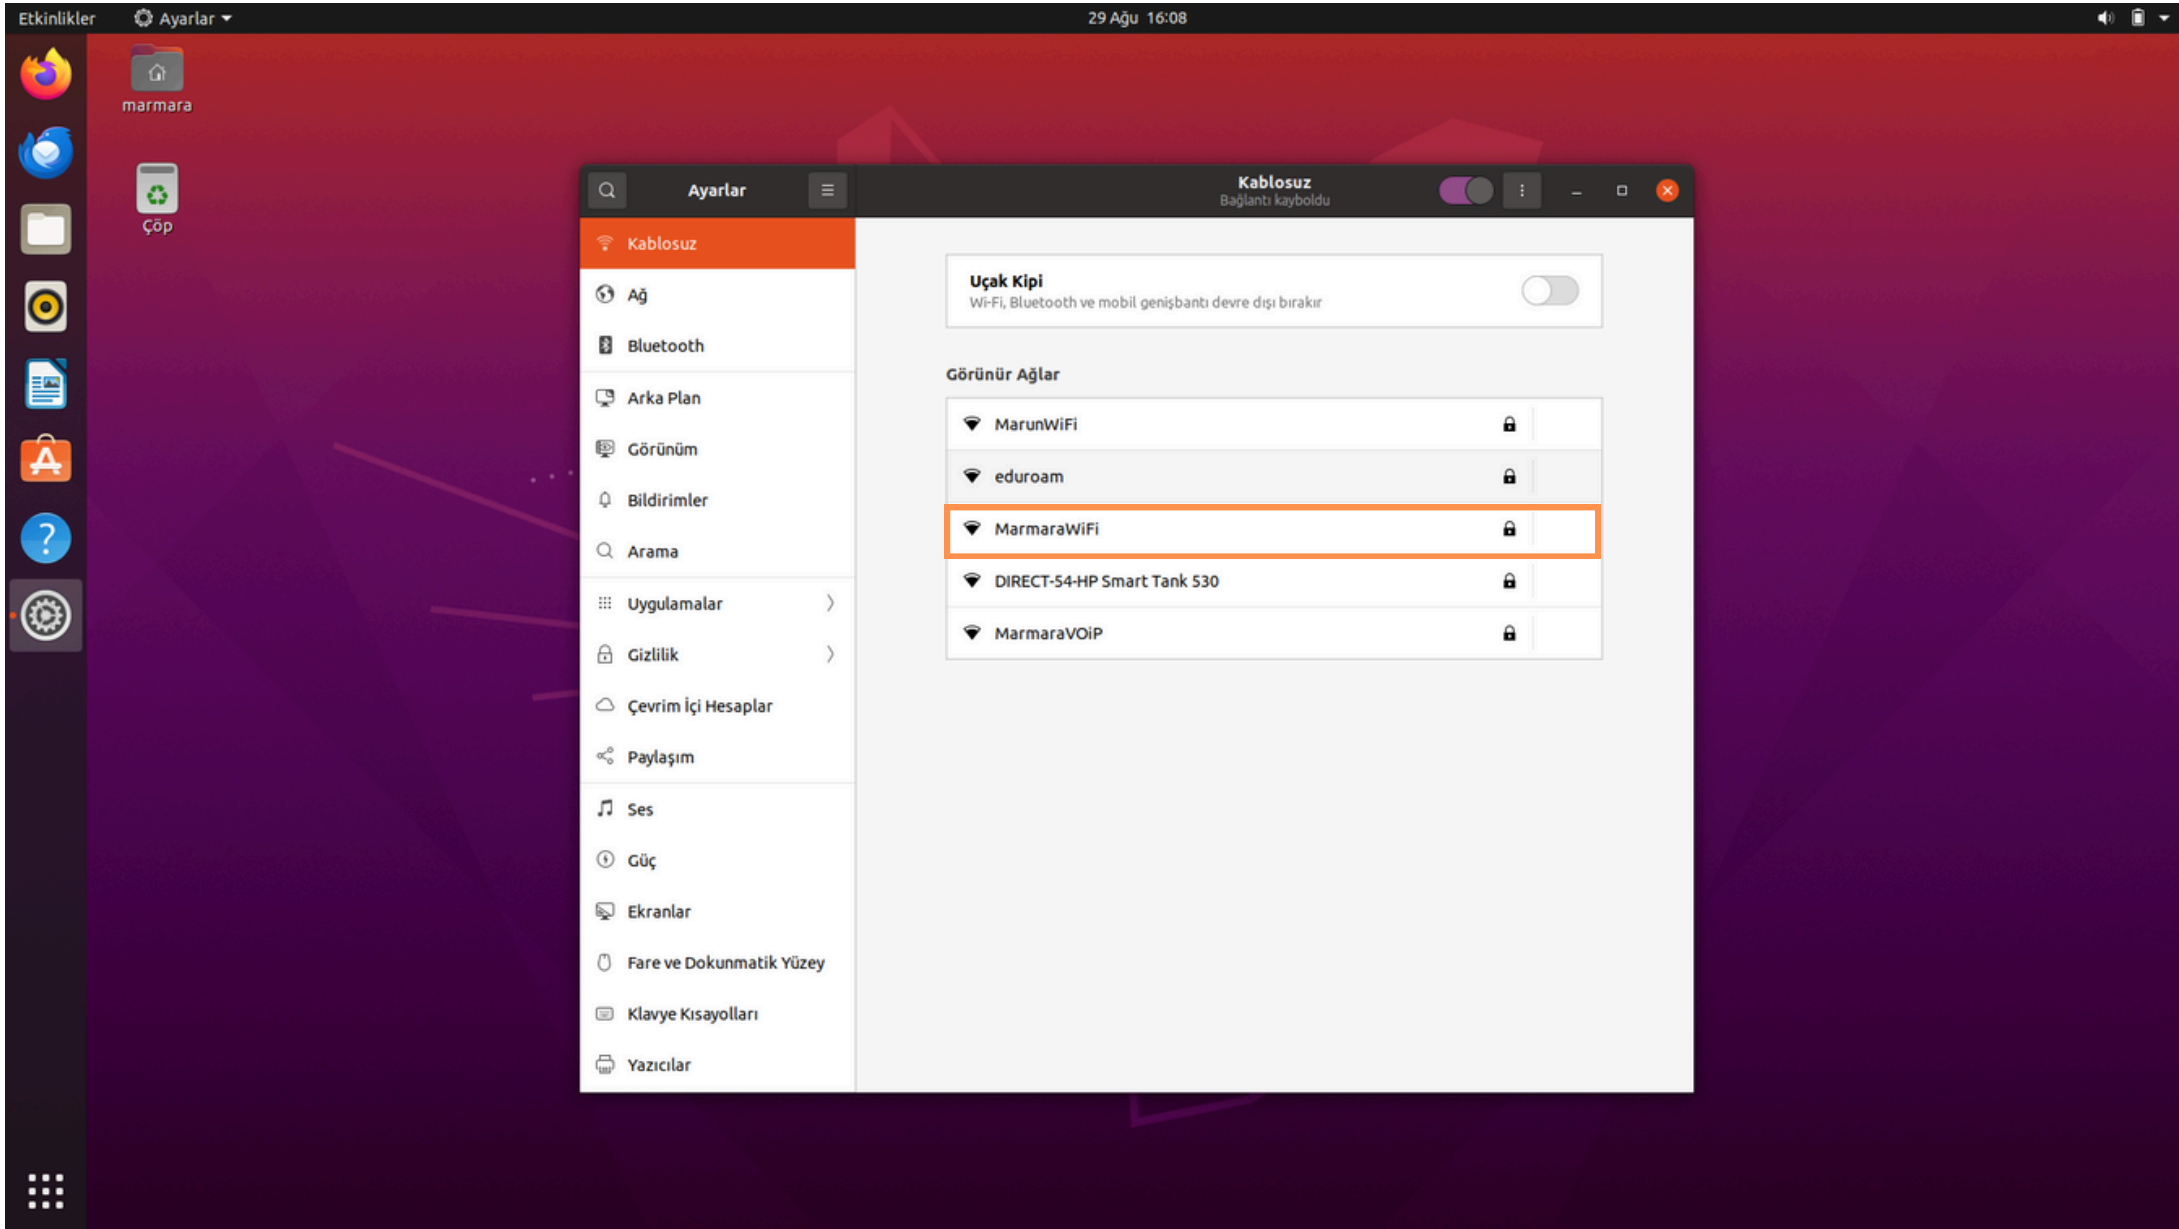 Etkinlikler
Ayarlar
29 Ağu 16:08
marmara
Çöp
Ayarlar
Kablosuz
Bağlantı kayboldu
Kablosuz
Ağ
Bluetooth
Arka Plan
Görünüm
Bildirimler
Arama
Uygulamalar
Gizlilik
Çevrim İçi Hesaplar
Paylaşım
Ses
Güç
Ekranlar
Fare ve Dokunmatik Yüzey
Klavye Kısayolları
Yazıcılar
Uçak Kipi
Wi-Fi, Bluetooth ve mobil genişbantı devre dışı bırakır
Görünür Ağlar
MarunWiFi
eduroam
MarmaraWiFi
DIRECT-54-HP Smart Tank 530
MarmaraVOiP